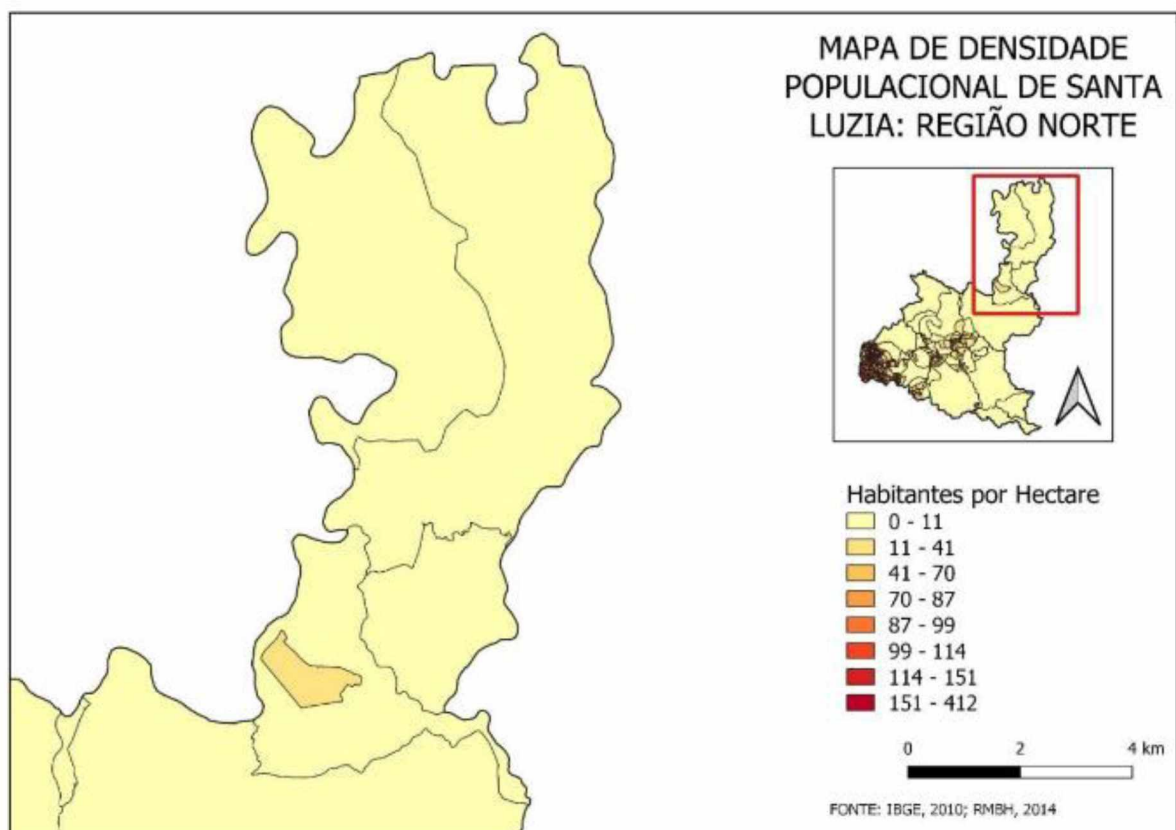 MAPA DE DENSIDADE
POPULACIONAL DE SANTA
LUZIA: REGIÃO NORTE
Habitantes por Hectare
0 - 11
11 - 41
41 - 70
70 - 87
87 - 99
99 - 114
114 - 151
151 - 412
0 2 4 km
FONTE: IBGE, 2010; RMBH, 2014